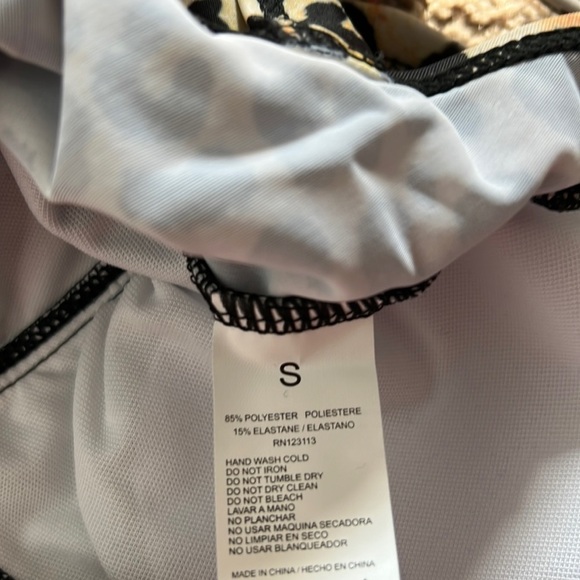 S
85% POLYESTER POLIESTERE
15% ELASTANE / ELASTANO
RN123113
HAND WASH COLD
DO NOT IRON
DO NOT TUMBLE DRY
DO NOT DRY CLEAN
DO NOT BLEACH
LAVAR A MANO
NO PLANCHAR
NO USAR MAQUINA SECADORA
NO LIMPIAR EN SECO
NO USAR BLANQUEADOR
MADE IN CHINA / HECHO EN CHINA